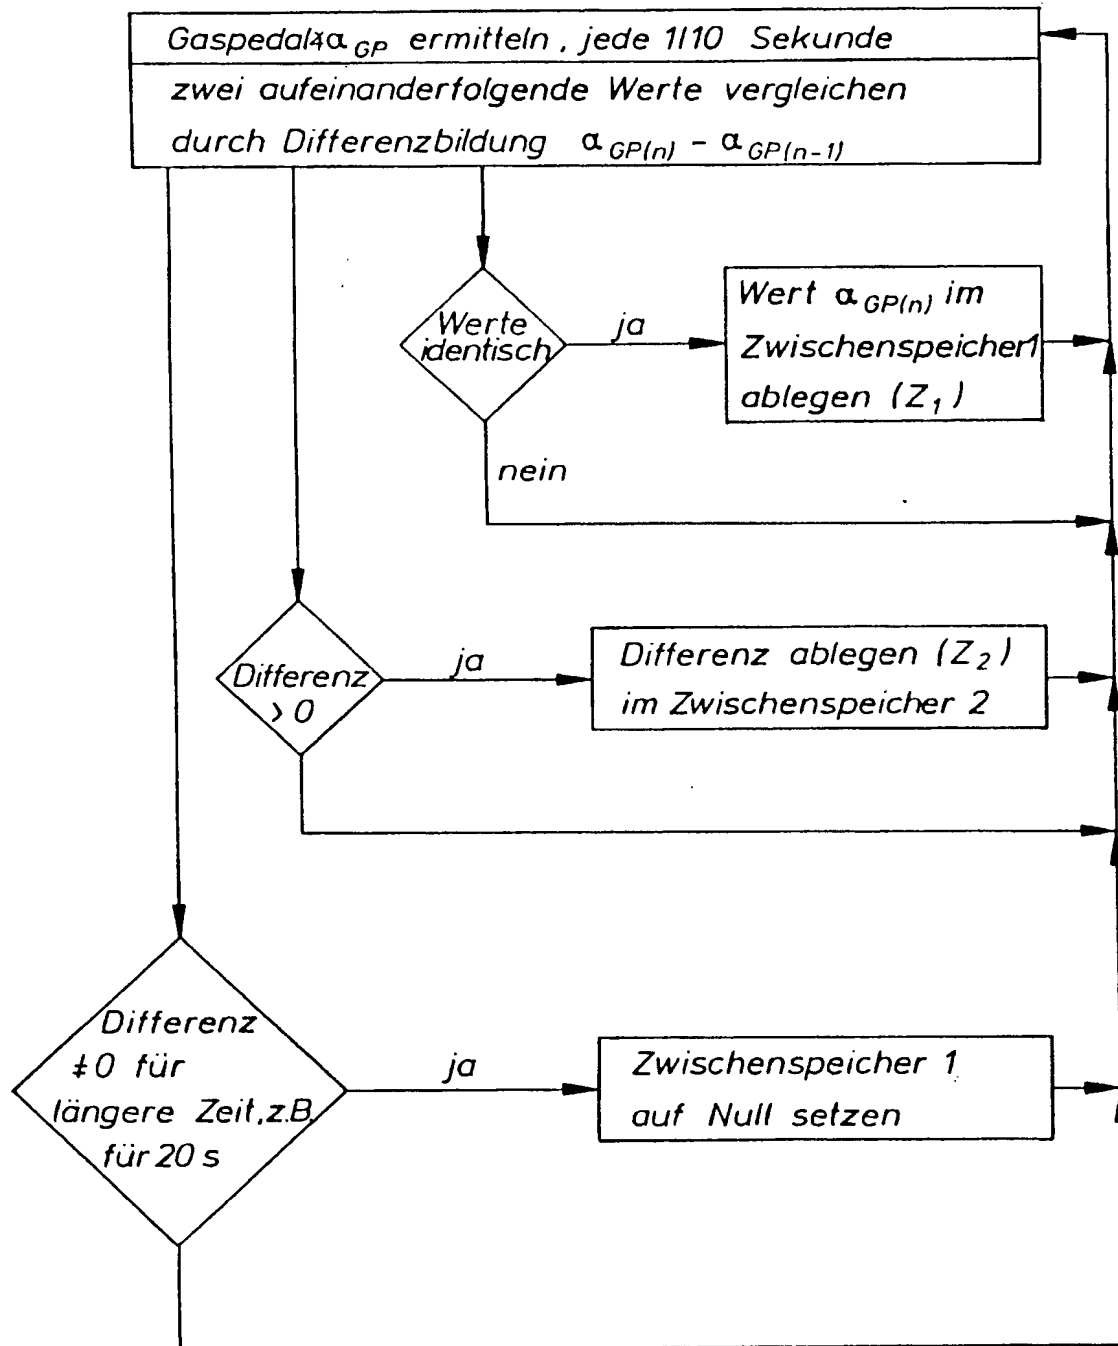 Gaspedal∢α GP ermitteln, jede 1/10 Sekunde
zwei aufeinanderfolgende Werte vergleichen
durch Differenzbildung α GP(n) - α GP(n-1)
Werte
identisch
ja
Wert α GP(n) im
Zwischenspeicher1
ablegen (Z1)
nein
Differenz
> 0
ja
Differenz ablegen (Z2)
im Zwischenspeicher 2
Differenz
≠ 0 für
längere Zeit, z.B.
für 20 s
ja
Zwischenspeicher 1
auf Null setzen